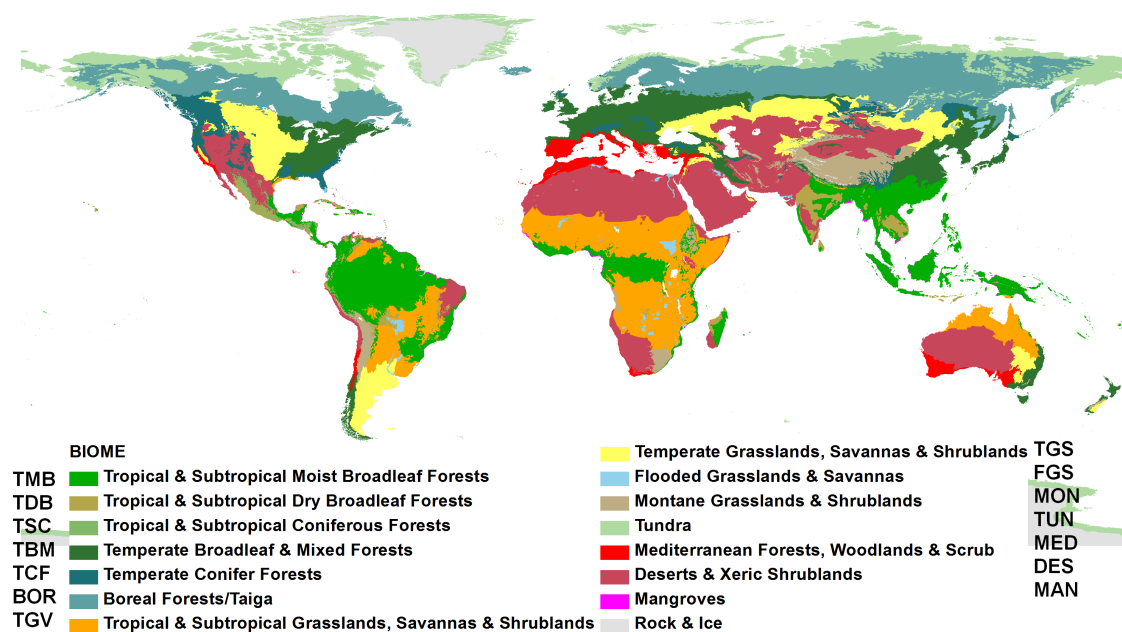 BIOME
TMB Tropical & Subtropical Moist Broadleaf Forests
TDB Tropical & Subtropical Dry Broadleaf Forests
TSC Tropical & Subtropical Coniferous Forests
TBM Temperate Broadleaf & Mixed Forests
TCF Temperate Conifer Forests
BOR Boreal Forests/Taiga
TGV Tropical & Subtropical Grasslands, Savannas & Shrublands
Temperate Grasslands, Savannas & Shrublands TGS
Flooded Grasslands & Savannas FGS
Montane Grasslands & Shrublands MON
Tundra TUN
Mediterranean Forests, Woodlands & Scrub MED
Deserts & Xeric Shrublands DES
Mangroves MAN
Rock & Ice